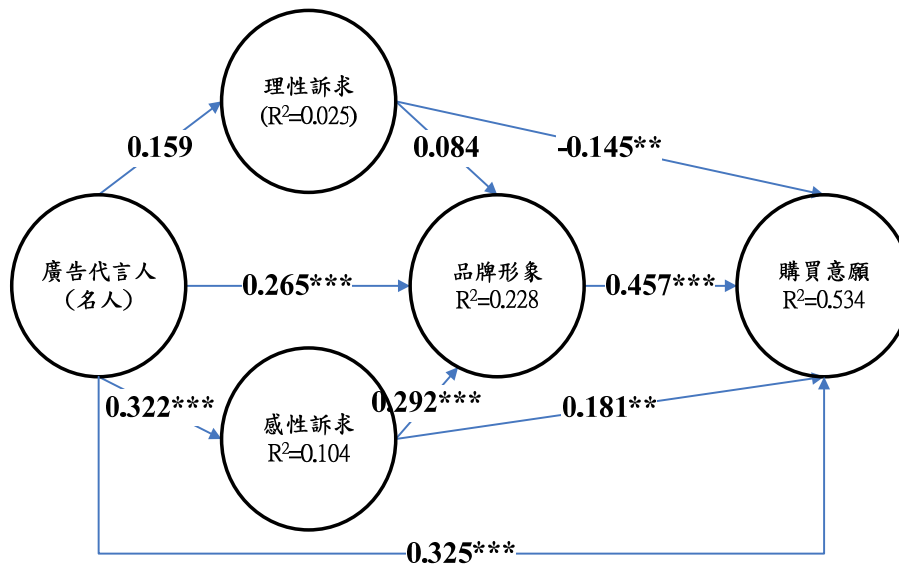 理性訴求
(R²=0.025)
0.159
0.084
-0.145**
廣告代言人
(名人)
0.265***
品牌形象
R²=0.228
0.457***
購買意願
R²=0.534
0.322***
感性訴求
R²=0.104
0.292***
0.181**
0.325***